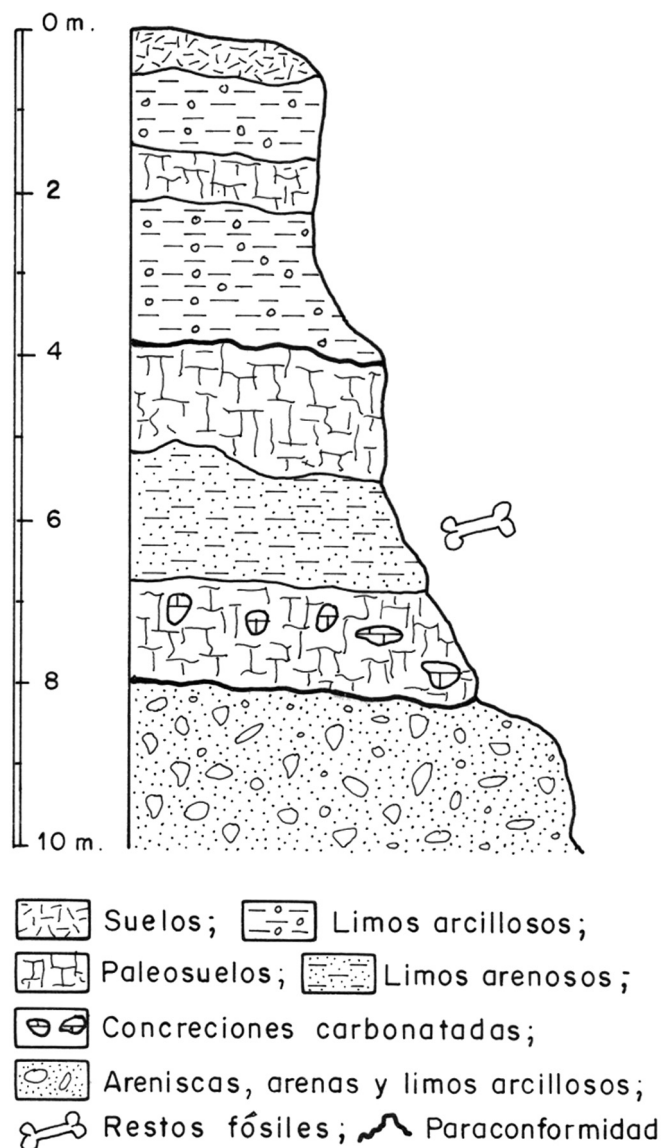 0 m.
2
4
6
8
10 m.
Suelos; Limos arcillosos;
Paleosuelos; Limos arenosos;
Concreciones carbonatadas;
Areniscas, arenas y limos arcillosos;
Restos fósiles; Paraconformidad